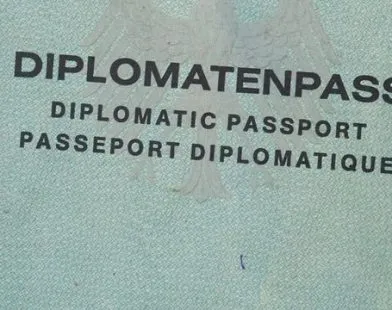 DIPLOMATENPASS
DIPLOMATIC PASSPORT
PASSEPORT DIPLOMATIQUE